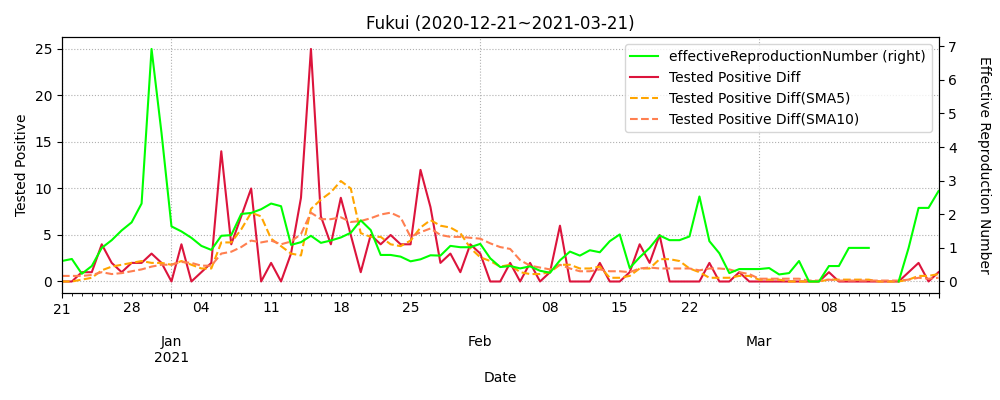 Fukui (2020-12-21~2021-03-21)
effectiveReproductionNumber (right)
Tested Positive Diff
Tested Positive Diff(SMA5)
Tested Positive Diff(SMA10)
Tested Positive
25
20
15
10
5
0
7
6
5
4
3
2
1
0
Effective Reproduction Number
21 28 04 11 18 25 08 15 22 08 15
Jan Feb Mar
2021
Date